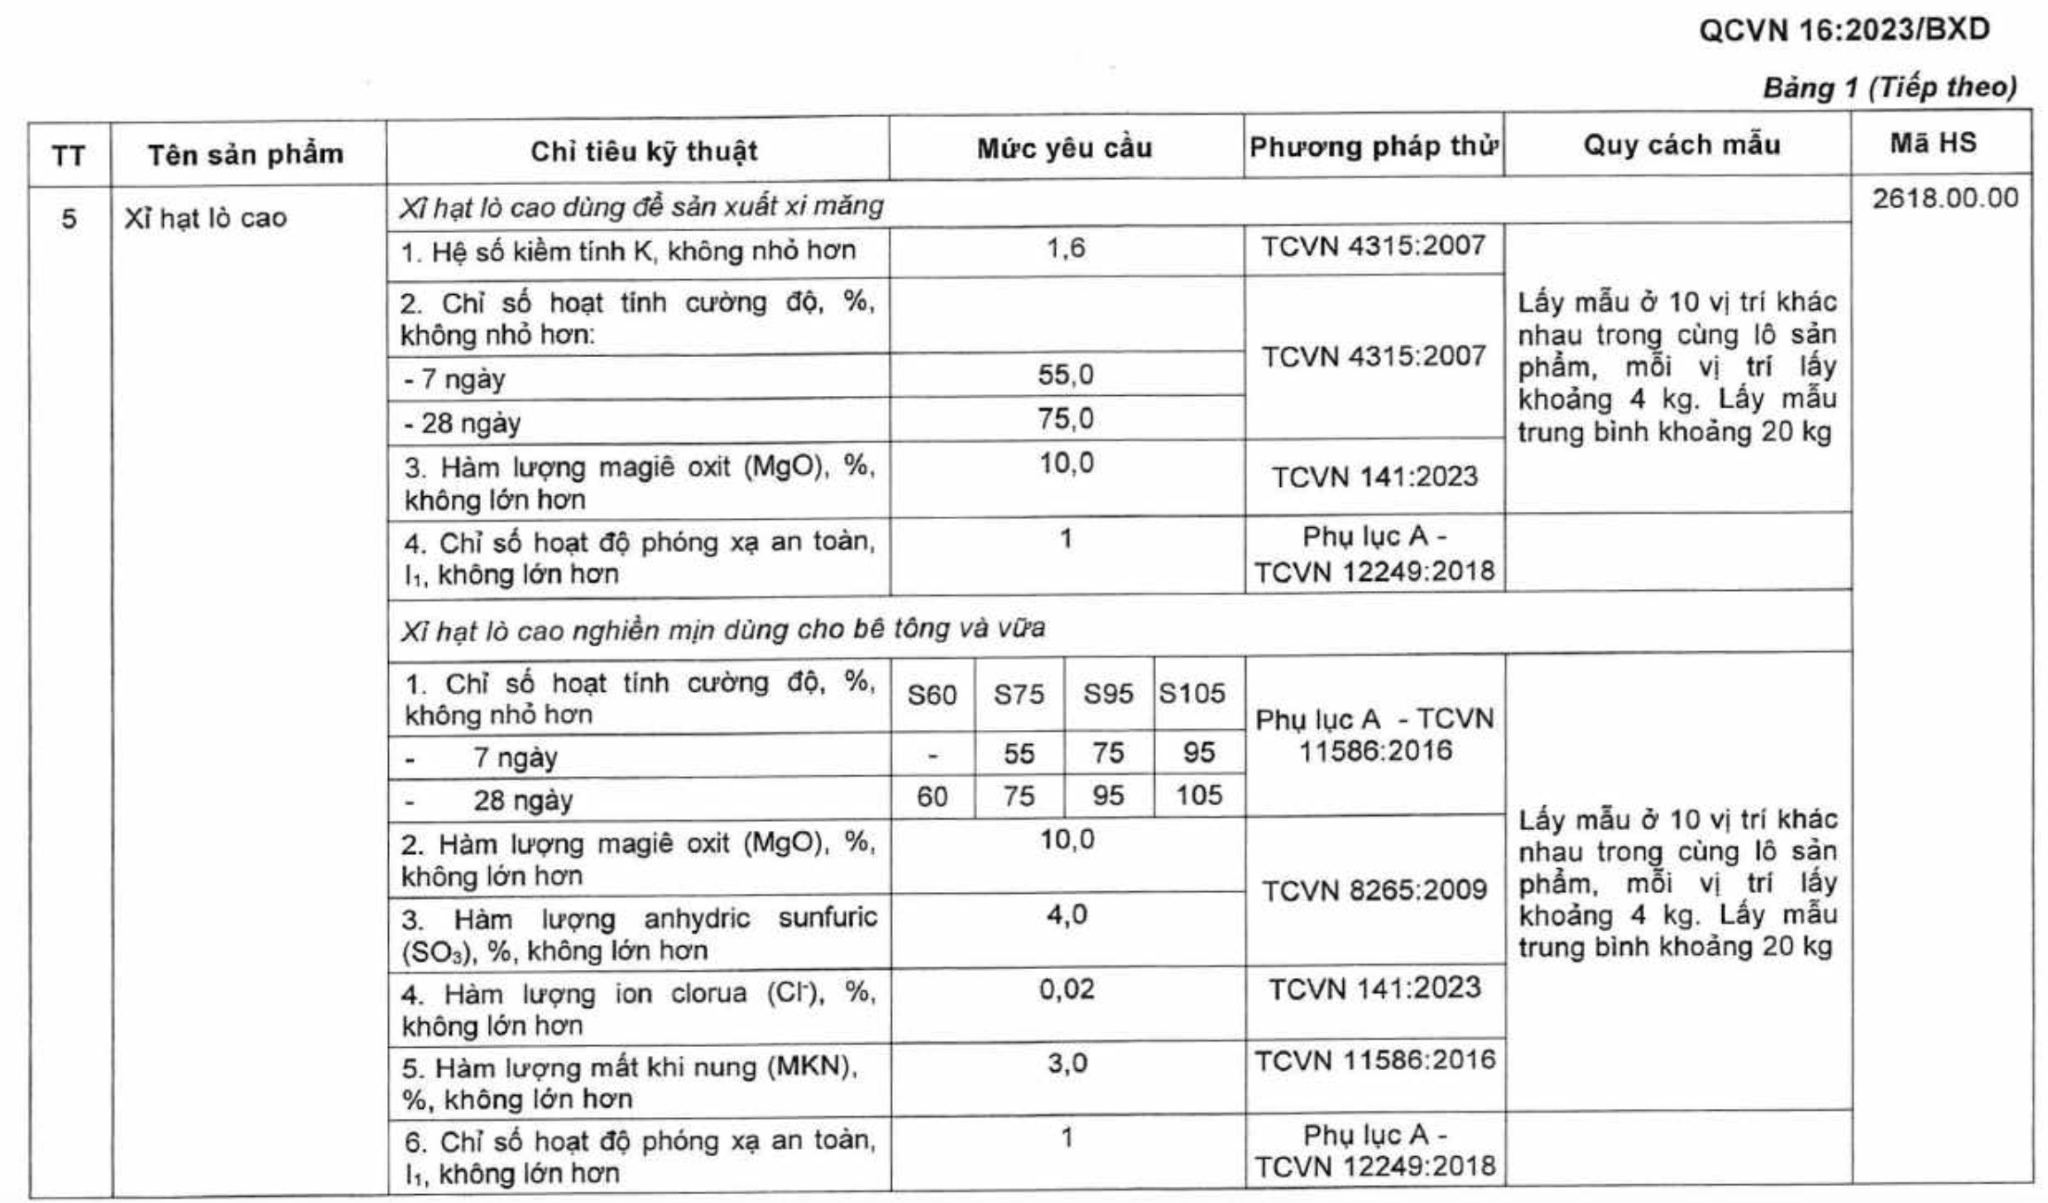 QCVN 16:2023/BXD
Bảng 1 (Tiếp theo)
TT
Tên sản phẩm
Chỉ tiêu kỹ thuật
Mức yêu cầu
Phương pháp thử
Quy cách mẫu
Mã HS
5
Xỉ hạt lò cao
Xỉ hạt lò cao dùng để sản xuất xi măng
2618.00.00
1. Hệ số kiềm tính K, không nhỏ hơn
1,6
TCVN 4315:2007
2. Chỉ số hoạt tính cường độ, %,
không nhỏ hơn:
- 7 ngày
55,0
- 28 ngày
75,0
TCVN 4315:2007
3. Hàm lượng magiê oxit (MgO), %,
không lớn hơn
10,0
TCVN 141:2023
Lấy mẫu ở 10 vị trí khác
nhau trong cùng lô sản
phẩm, mỗi vị trí lấy
khoảng 4 kg. Lấy mẫu
trung bình khoảng 20 kg
4. Chỉ số hoạt độ phóng xạ an toàn,
I₁, không lớn hơn
1
Phụ lục A -
TCVN 12249:2018
Xỉ hạt lò cao nghiền mịn dùng cho bê tông và vữa
1. Chỉ số hoạt tính cường độ, %,
không nhỏ hơn
S60
S75
S95
S105
- 7 ngày
-
55
75
95
- 28 ngày
60
75
95
105
Phụ lục A - TCVN
11586:2016
2. Hàm lượng magiê oxit (MgO), %,
không lớn hơn
10,0
3. Hàm lượng anhydric sunfuric
(SO₃), %, không lớn hơn
4,0
TCVN 8265:2009
4. Hàm lượng ion clorua (Cl⁻), %,
không lớn hơn
0,02
TCVN 141:2023
5. Hàm lượng mất khi nung (MKN),
%, không lớn hơn
3,0
TCVN 11586:2016
Lấy mẫu ở 10 vị trí khác
nhau trong cùng lô sản
phẩm, mỗi vị trí lấy
khoảng 4 kg. Lấy mẫu
trung bình khoảng 20 kg
6. Chỉ số hoạt độ phóng xạ an toàn,
I₁, không lớn hơn
1
Phụ lục A -
TCVN 12249:2018